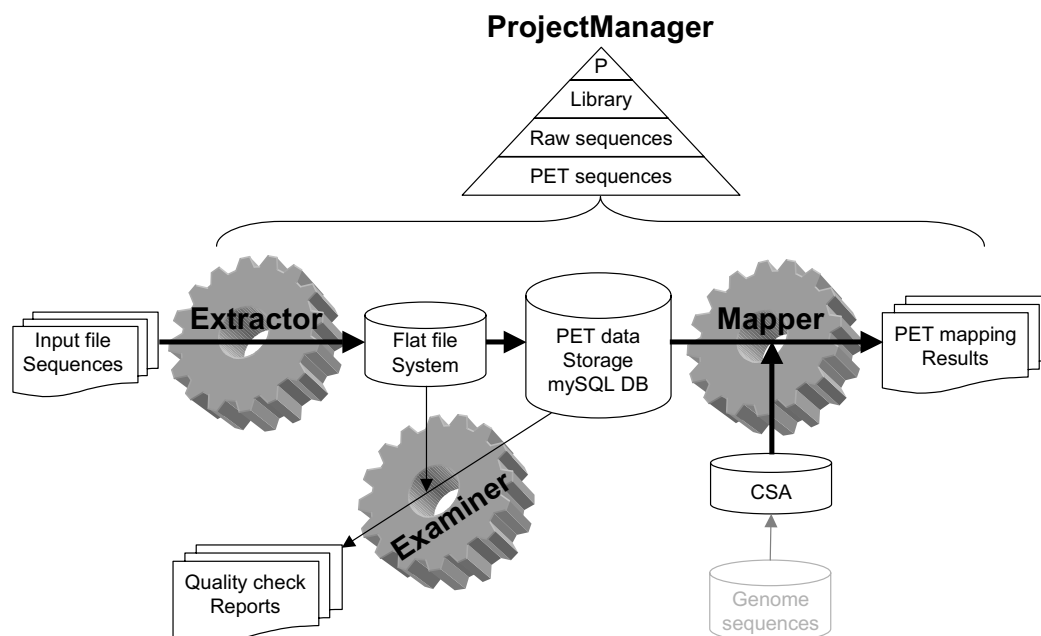 ProjectManager
P
Library
Raw sequences
PET sequences
Input file
Sequences
Extractor
Flat file
System
PET data
Storage
mySQL DB
Mapper
PET mapping
Results
Examiner
CSA
Quality check
Reports
Genome
sequences